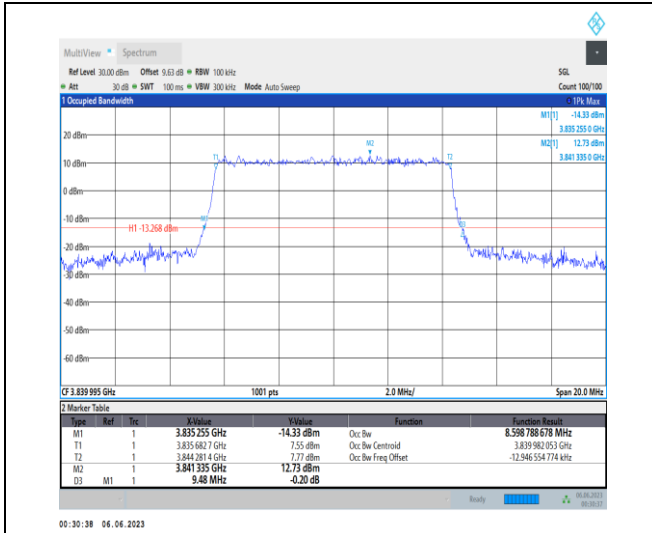 MultiView Spectrum
Ref Level 30.00 dBm Offset 9.63 dB RBW 100 kHz SGL
Att 30 dB SWT 100 ms VBW 300 kHz Mode Auto Sweep Count 100/100
1 Occupied Bandwidth 1Pk Max
M1[1] -14.33 dBm
3.835 255 0 GHz
20 dBm M2 M2[1] 12.73 dBm
10 dBm T1 T2 3.841 335 0 GHz
0 dBm
-10 dBm
H1 -13.268 dBm
-20 dBm
-30 dBm
-40 dBm
-50 dBm
-60 dBm
CF 3.839 995 GHz 1001 pts 2.0 MHz/ Span 20.0 MHz
2 Marker Table
Type Ref Trc X-Value Y-Value Function Function Result
M1 1 3.835 255 GHz -14.33 dBm Occ Bw 8.598 788 678 MHz
T1 1 3.835 682 7 GHz 7.55 dBm Occ Bw Centroid 3.839 982 053 GHz
T2 1 3.844 281 4 GHz 7.77 dBm Occ Bw Freq Offset -12.946 554 774 kHz
M2 1 3.841 335 GHz 12.73 dBm
D3 M1 1 9.48 MHz -0.20 dB
Ready 06.06.2023
00:30:37
00:30:38 06.06.2023